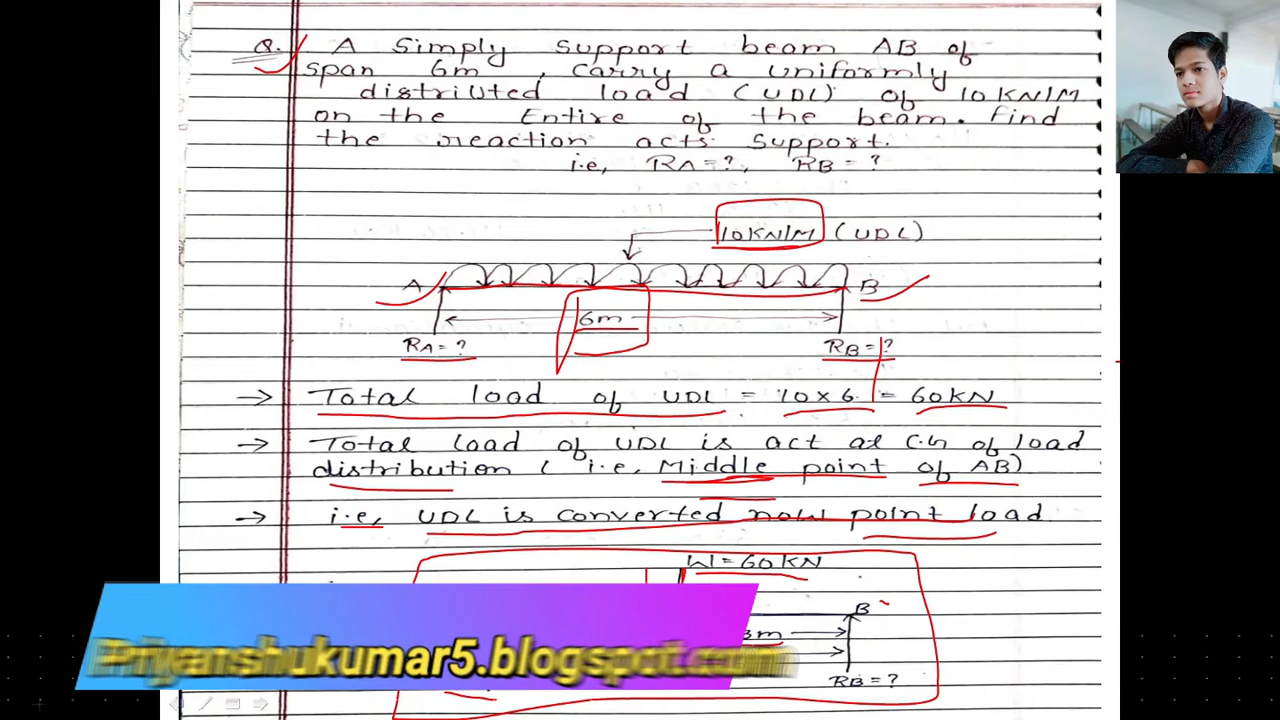 Q. A simply support beam AB of
span 6m , carry a uniformly
distriuted load (UDL) of 10KN/M
on the Entire of the beam. Find
the reaction acts support.
i.e, RA=?, RB=?
10KN/M (UDL)
A B
6m
RA=? RB=?
→ Total load of UDL = 10×6 = 60KN
→ Total load of UDL is act at C.G of load
distribution ( i.e, Middle point of AB)
→ i.e, UDL is converted now point load
W=60KN
B
3m
RB=?
Priyanshukumar5.blogspot.com